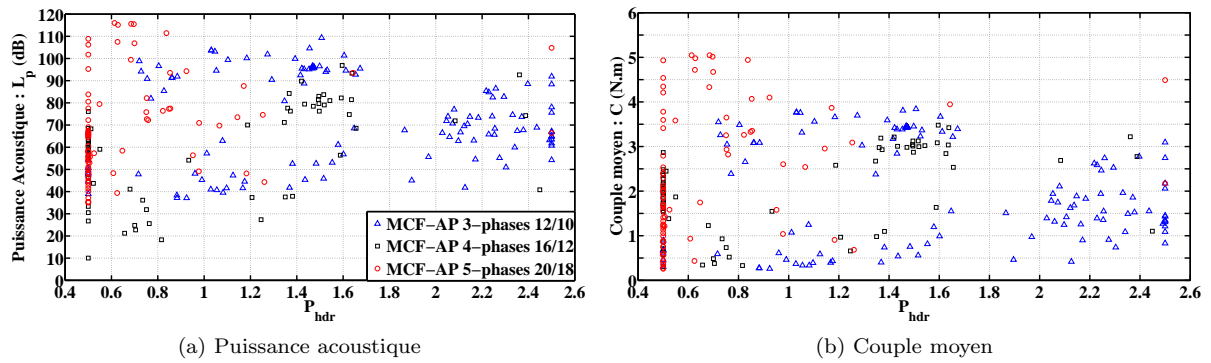 120
110
100
90
80
70
60
50
40
30
20
10
0
Puissance Acoustique : Lp (dB)
0.4 0.6 0.8 1 1.2 1.4 1.6 1.8 2 2.2 2.4 2.6
Phdr
MCF-AP 3-phases 12/10
MCF-AP 4-phases 16/12
MCF-AP 5-phases 20/18
(a) Puissance acoustique
6
5
4
3
2
1
0
Couple moyen : C (N.m)
0.4 0.6 0.8 1 1.2 1.4 1.6 1.8 2 2.2 2.4 2.6
Phdr
(b) Couple moyen